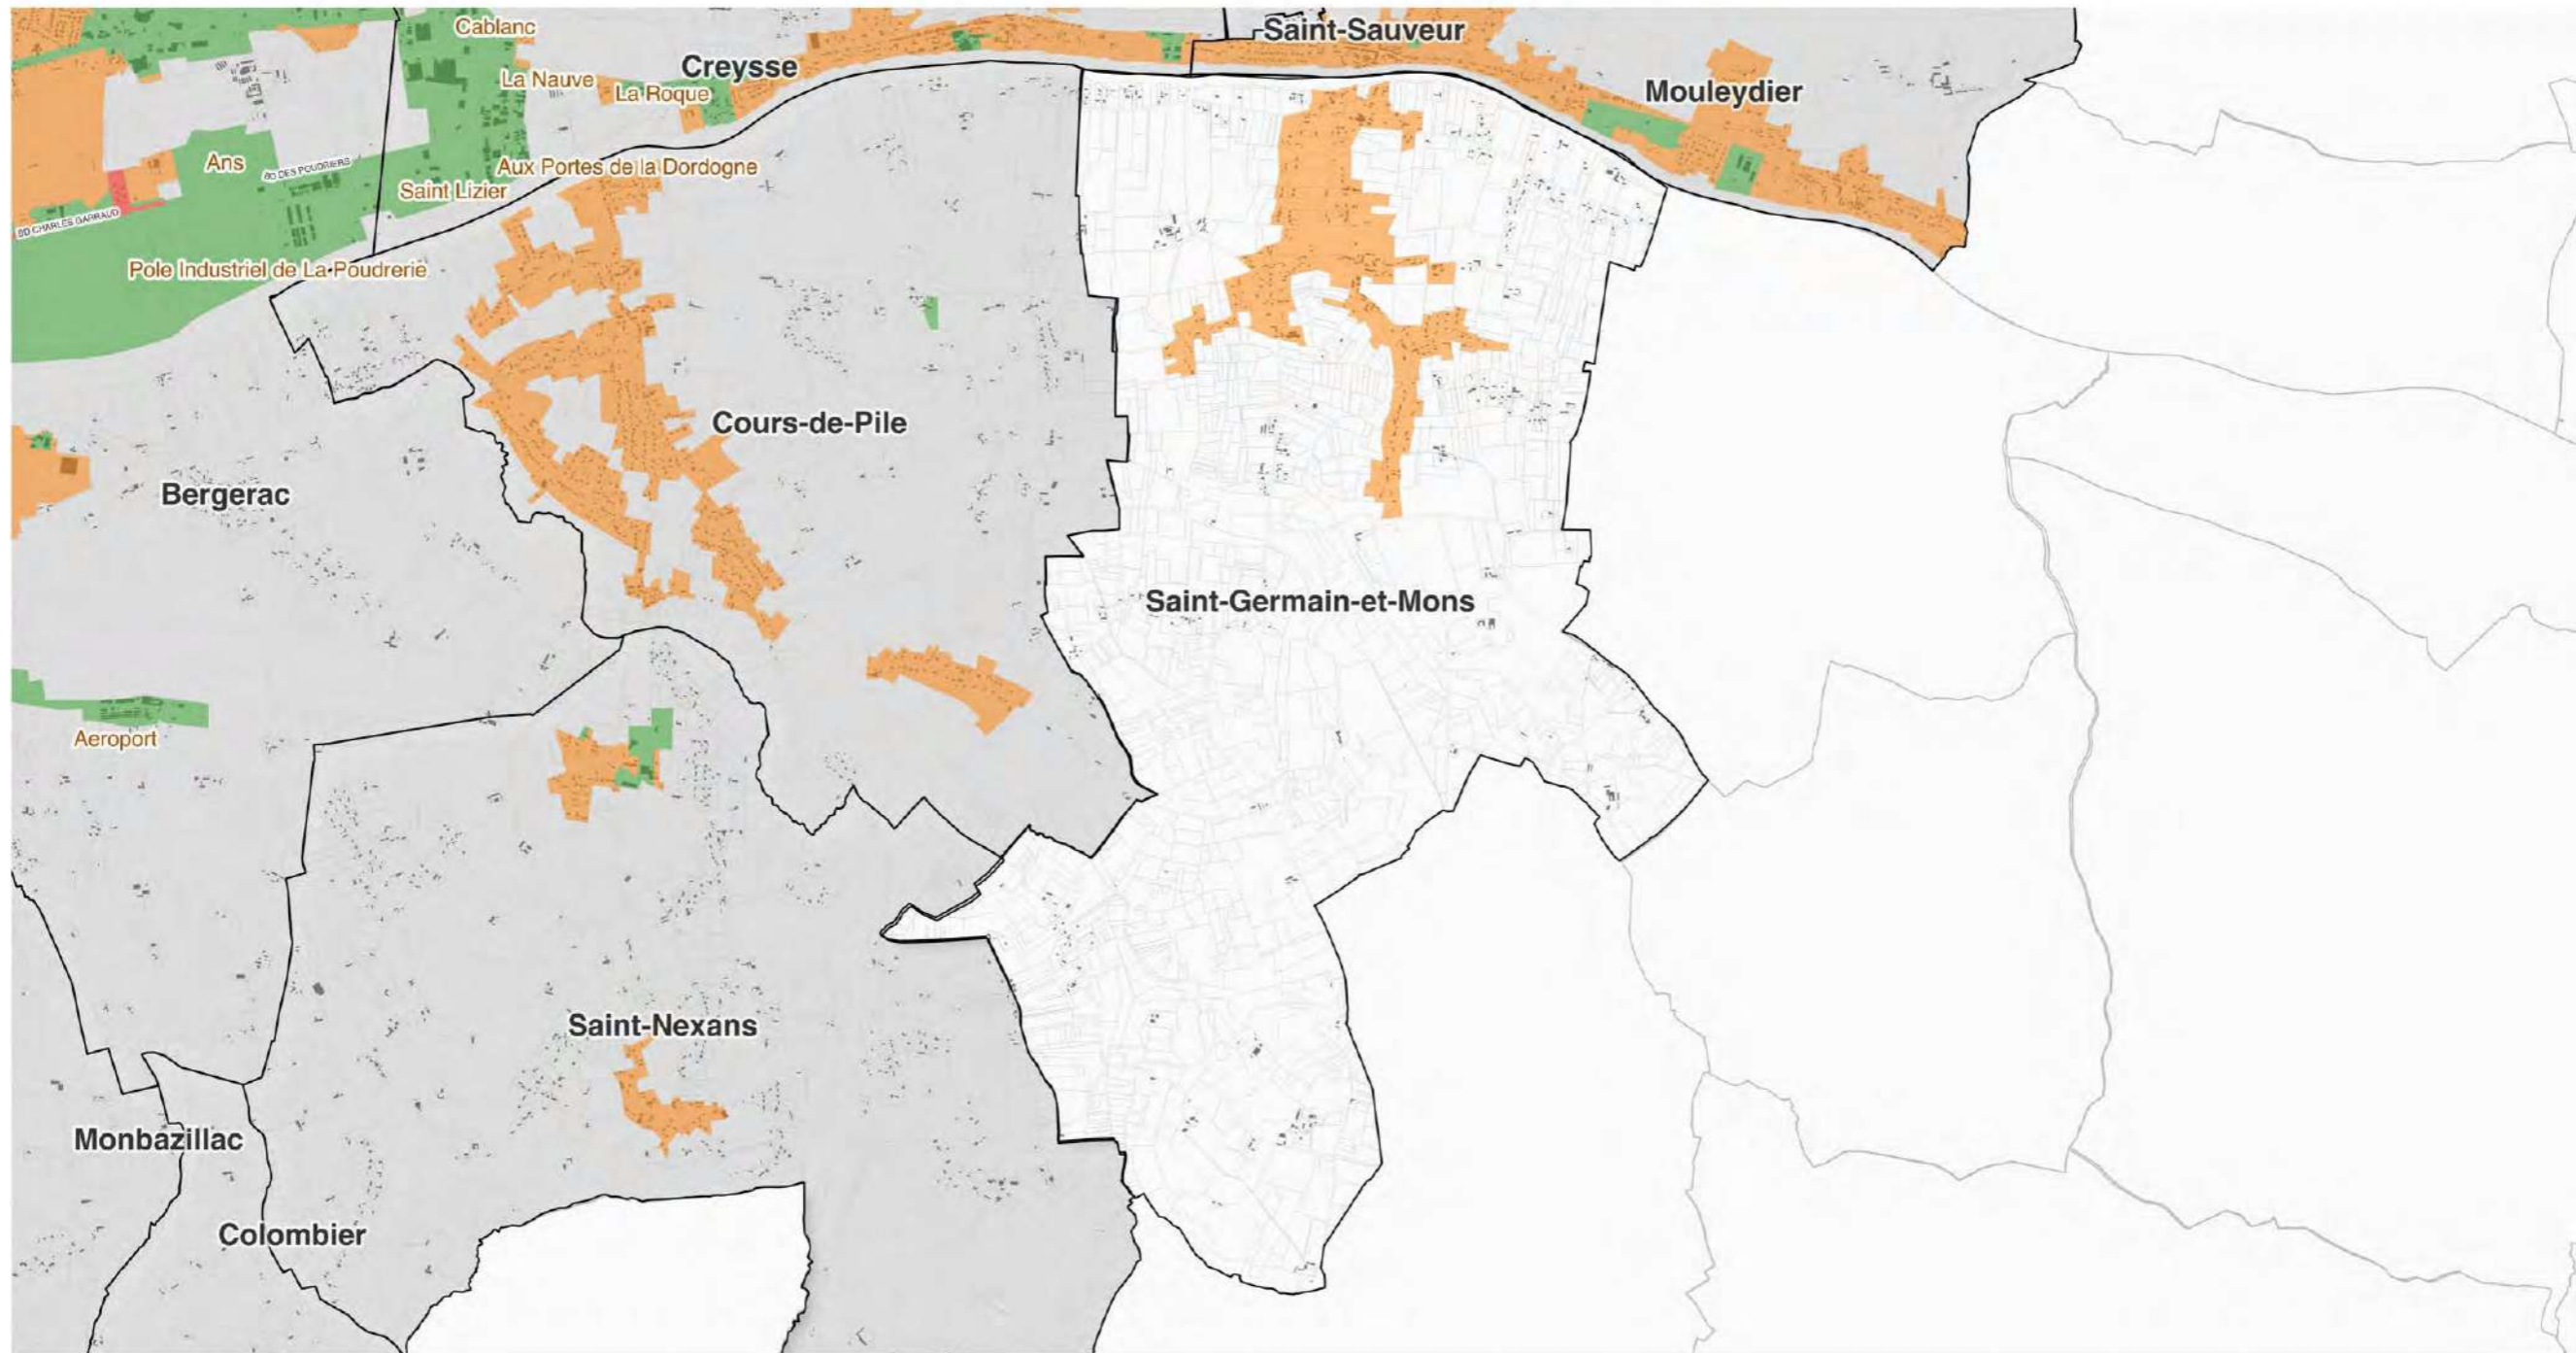 Cablanc
Saint-Sauveur
Creysse
La Nauve
La Roque
Mouleydier
Ans
BD DES POUDRIERS
Aux Portes de la Dordogne
Saint Lizier
BD CHARLES GARRAUD
Pole Industriel de La Poudrerie
Cours-de-Pile
Bergerac
Saint-Germain-et-Mons
Aeroport
Saint-Nexans
Monbazillac
Colombier